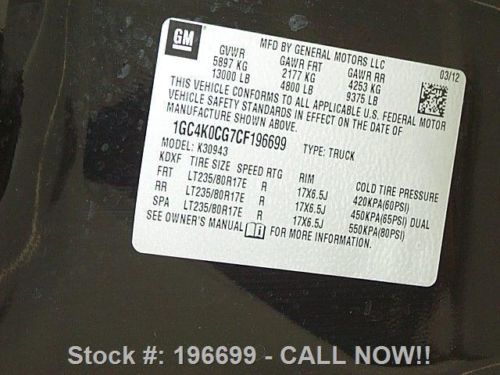 GM
MFD BY GENERAL MOTORS LLC
03/12
GVWR GAWR FRT GAWR RR
5897 KG 2177 KG 4253 KG
13000 LB 4800 LB 9375 LB
THIS VEHICLE CONFORMS TO ALL APPLICABLE U.S. FEDERAL MOTOR
VEHICLE SAFETY STANDARDS IN EFFECT ON THE DATE OF
MANUFACTURE SHOWN ABOVE.
1GC4K0CG7CF196699 TYPE: TRUCK
MODEL: K30943
KDXF TIRE SIZE SPEED RTG RIM COLD TIRE PRESSURE
FRT LT235/80R17E R 17X6.5J 420KPA(60PSI)
RR LT235/80R17E R 17X6.5J 450KPA(65PSI) DUAL
SPA LT235/80R17E R 17X6.5J 550KPA(80PSI)
SEE OWNER'S MANUAL FOR MORE INFORMATION.
Stock #: 196699 - CALL NOW!!